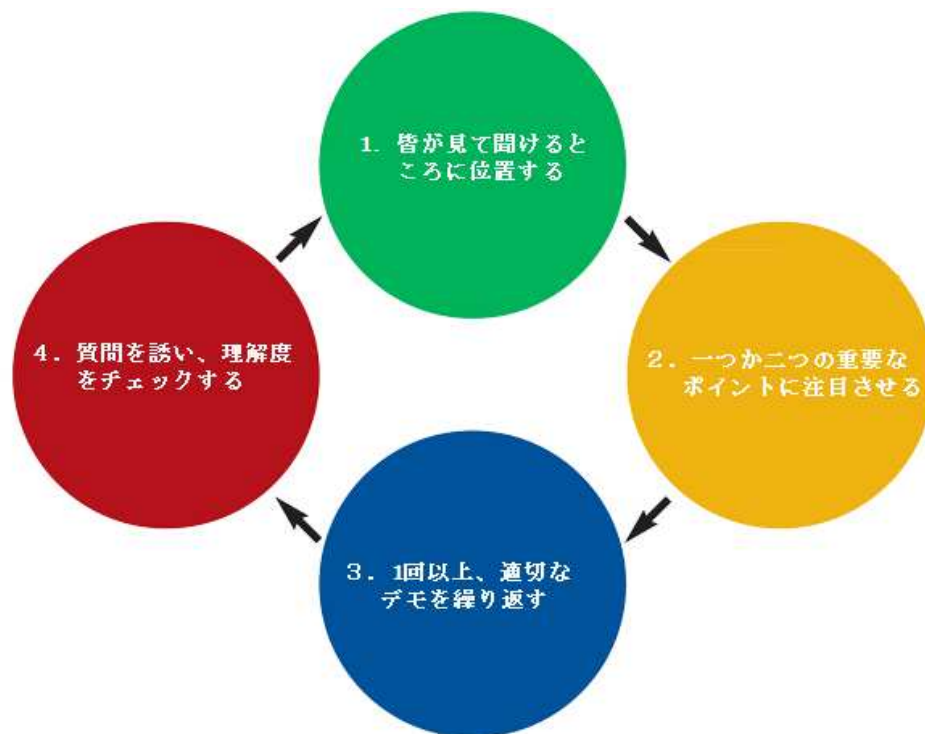 1. 皆が見て聞けると
ころに位置する
2. 一つか二つの重要な
ポイントに注目させる
3. 1回以上、適切な
デモを繰り返す
4. 質問を誘い、理解度
をチェックする